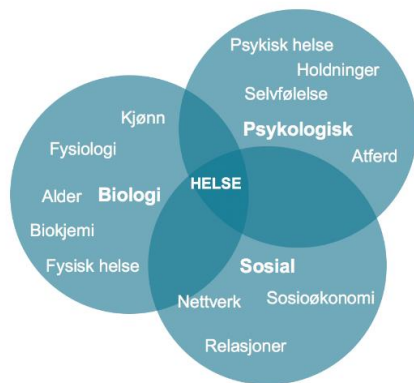 Psykisk helse
Holdninger
Selvfølelse
Psykologisk
Atferd
Kjønn
Fysiologi
Alder
Biologi
Biokjemi
Fysisk helse
HELSE
Sosial
Nettverk
Sosioøkonomi
Relasjoner